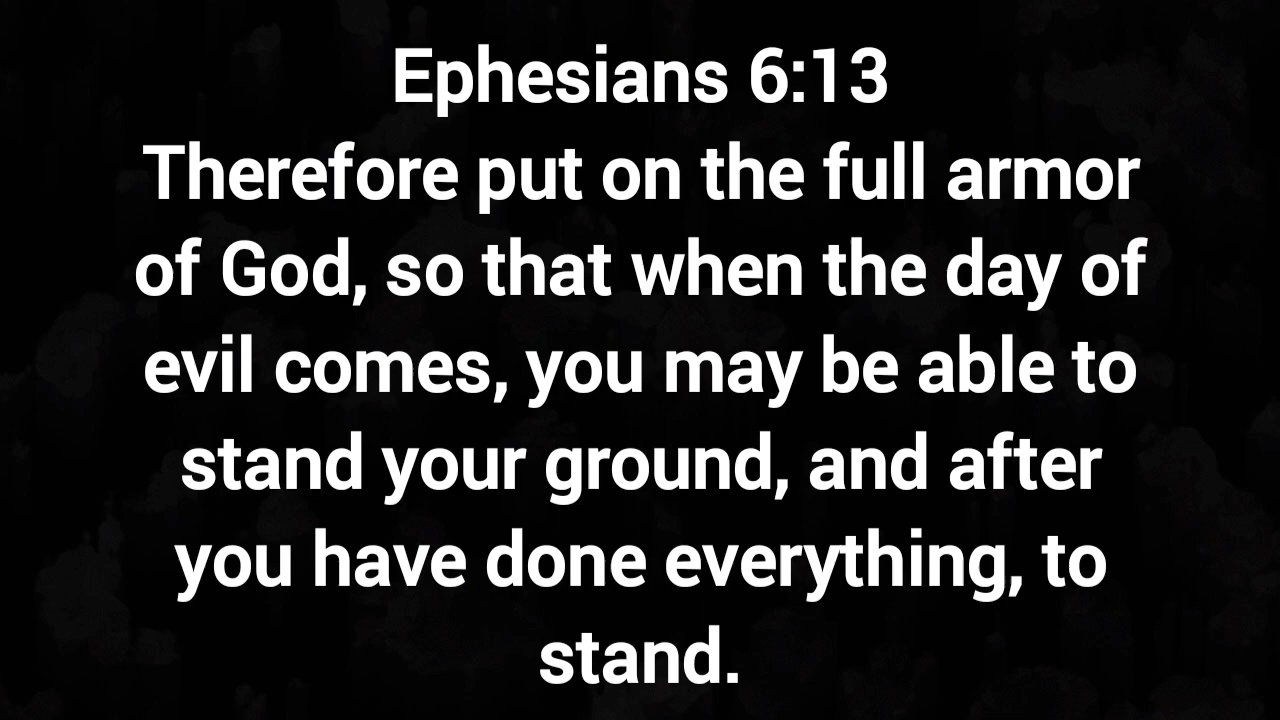 Ephesians 6:13
Therefore put on the full armor
of God, so that when the day of
evil comes, you may be able to
stand your ground, and after
you have done everything, to
stand.